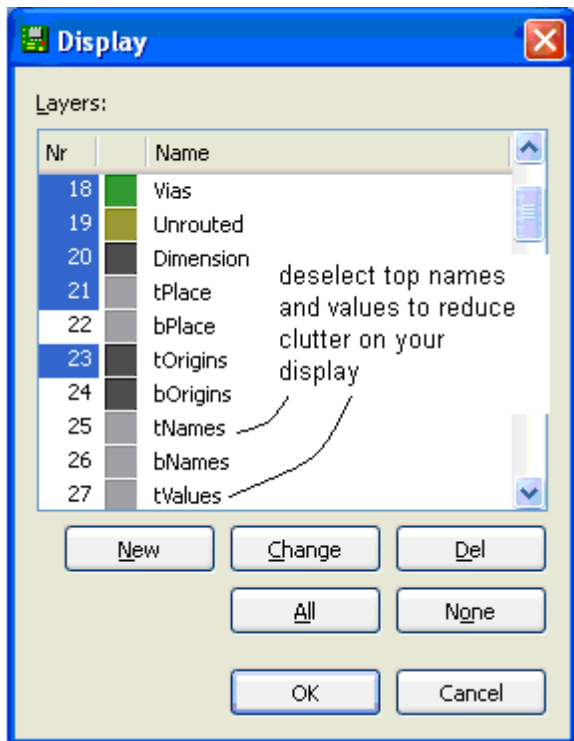 Display
Layers:
Nr Name
18 Vias
19 Unrouted
20 Dimension
21 tPlace
22 bPlace
23 tOrigins
24 bOrigins
25 tNames
26 bNames
27 tValues
deselect top names
and values to reduce
clutter on your
display
New Change Del
All None
OK Cancel